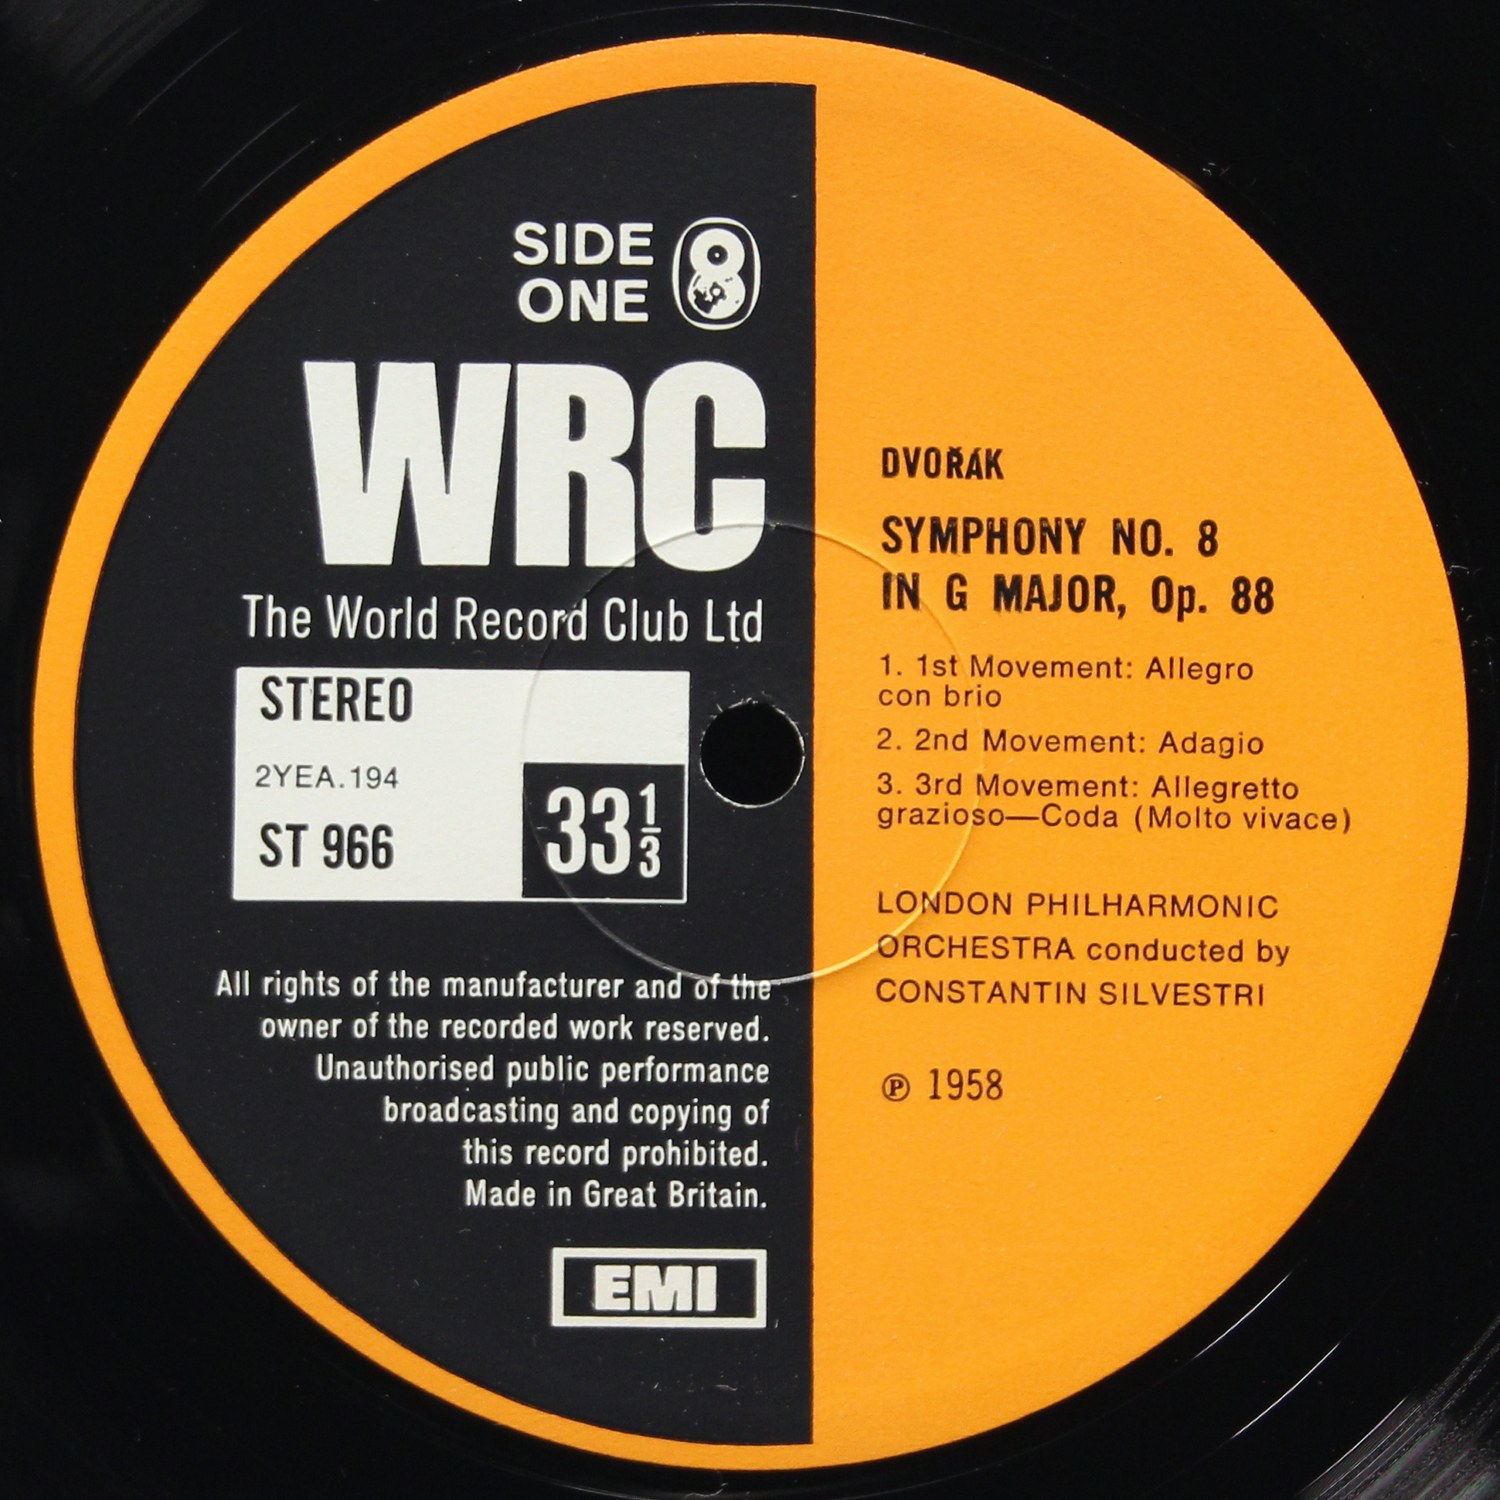 SIDE
ONE
WRC
The World Record Club Ltd
STEREO
2YEA.194
ST 966
33 1/3
All rights of the manufacturer and of the
owner of the recorded work reserved.
Unauthorised public performance
broadcasting and copying of
this record prohibited.
Made in Great Britain.
EMI
DVOŘÁK
SYMPHONY NO. 8
IN G MAJOR, Op. 88
1. 1st Movement: Allegro
con brio
2. 2nd Movement: Adagio
3. 3rd Movement: Allegretto
grazioso—Coda (Molto vivace)
LONDON PHILHARMONIC
ORCHESTRA conducted by
CONSTANTIN SILVESTRI
℗ 1958